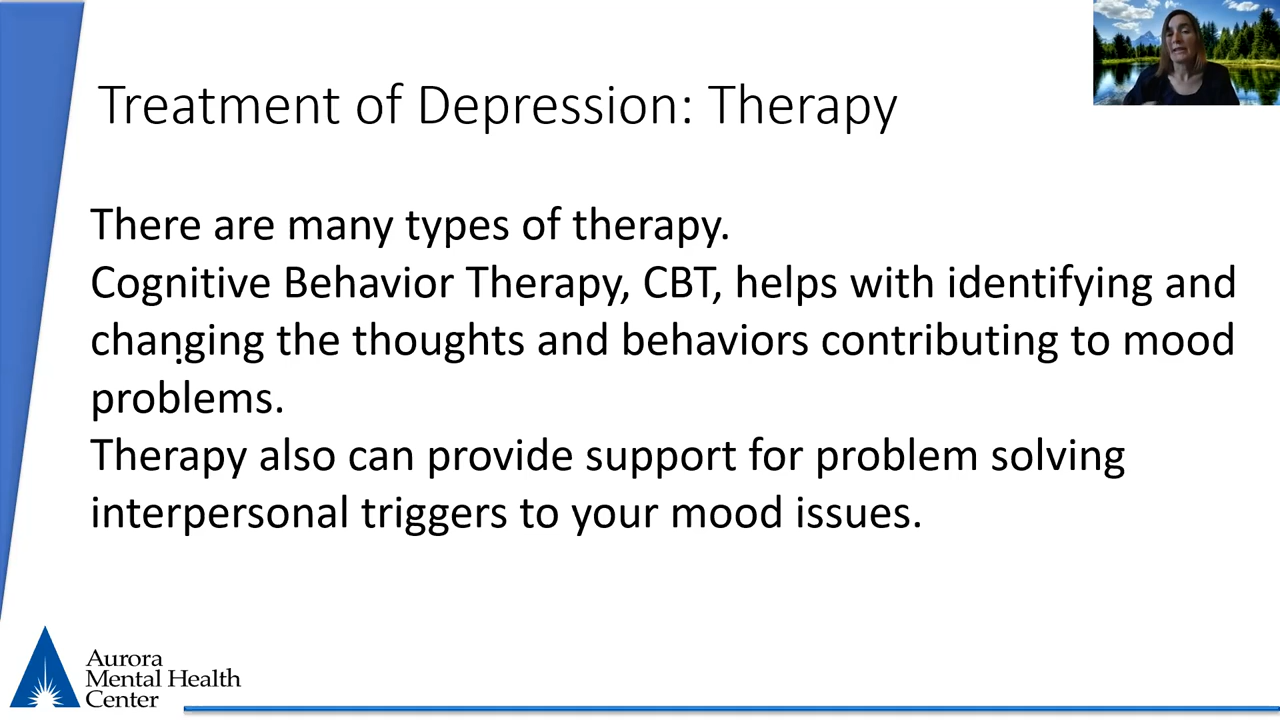 Treatment of Depression: Therapy
There are many types of therapy.
Cognitive Behavior Therapy, CBT, helps with identifying and
changing the thoughts and behaviors contributing to mood
problems.
Therapy also can provide support for problem solving
interpersonal triggers to your mood issues.
Aurora
Mental Health
Center